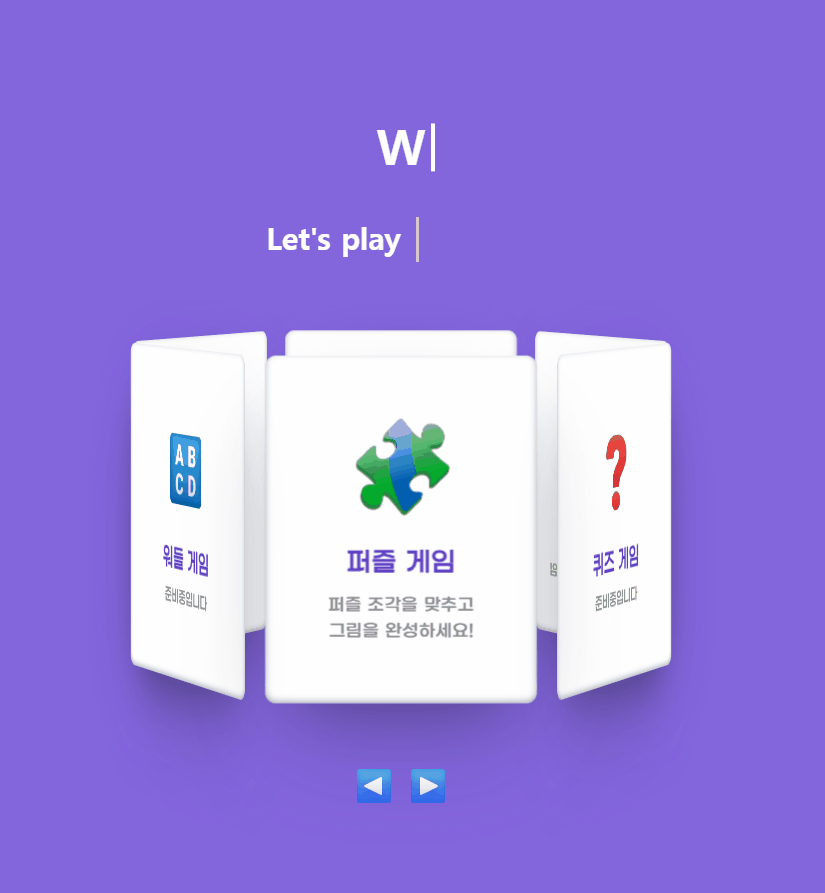 W
Let's play
A B
C D
워들 게임
준비중입니다
퍼즐 게임
퍼즐 조각을 맞추고
그림을 완성하세요!
퀴즈 게임
준비중입니다